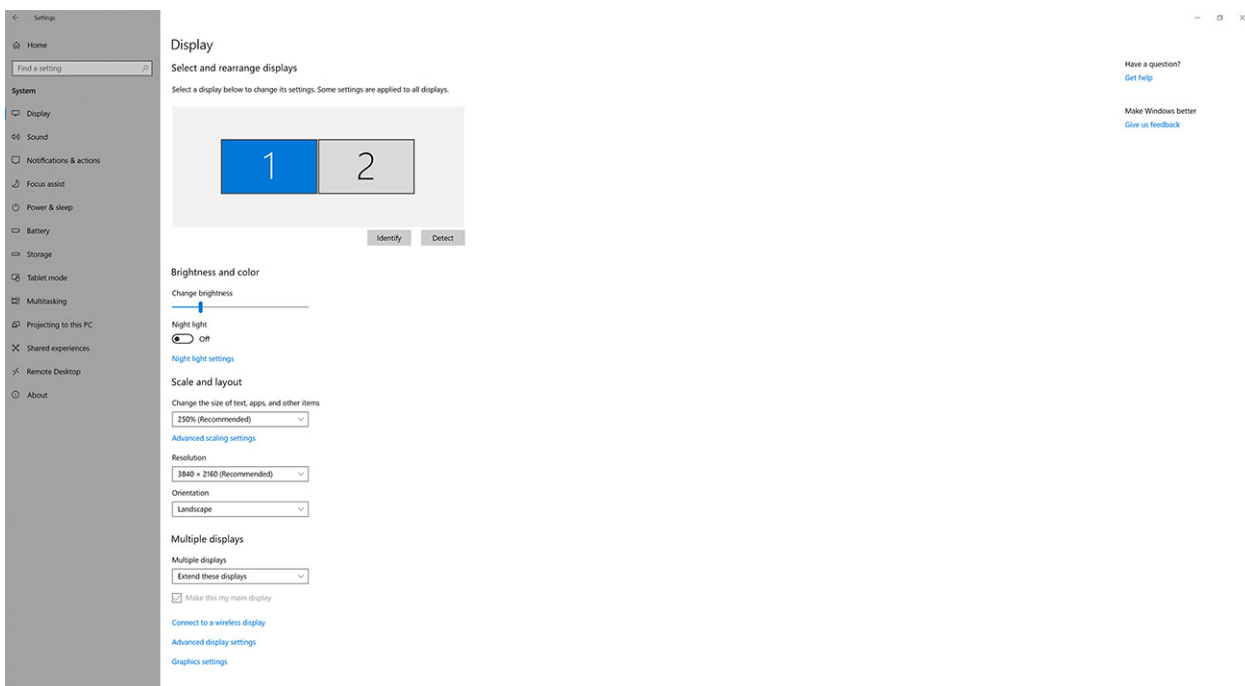 Settings
Home
Find a setting
System
Display
Sound
Notifications & actions
Focus assist
Power & sleep
Battery
Storage
Tablet mode
Multitasking
Projecting to this PC
Shared experiences
Remote Desktop
About
Display
Select and rearrange displays
Select a display below to change its settings. Some settings are applied to all displays.
1 2
Identify Detect
Brightness and color
Change brightness
Night light
Off
Night light settings
Scale and layout
Change the size of text, apps, and other items
250% (Recommended)
Advanced scaling settings
Resolution
3840 × 2160 (Recommended)
Orientation
Landscape
Multiple displays
Multiple displays
Extend these displays
Make this my main display
Connect to a wireless display
Advanced display settings
Graphics settings
Have a question?
Get help
Make Windows better
Give us feedback